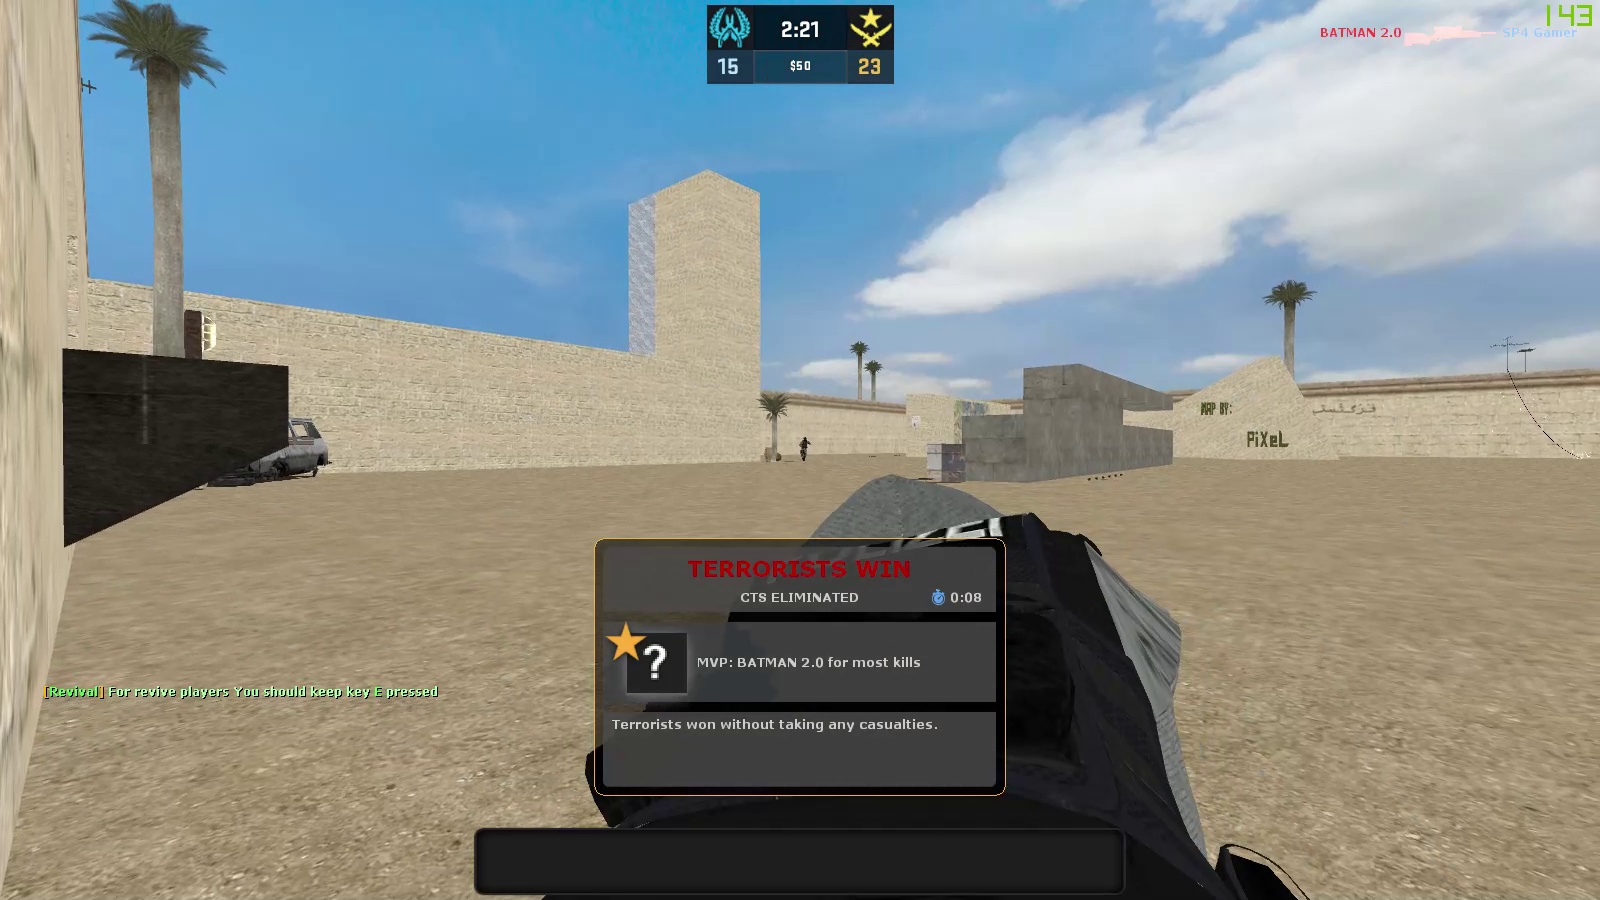 143
2:21
BATMAN 2.0 SP4 Gamer
15 $50 23
MAP BY:
PiXeL
TERRORISTS WIN
CTS ELIMINATED 0:08
?
MVP: BATMAN 2.0 for most kills
[Revival] For revive players You should keep key E pressed
Terrorists won without taking any casualties.